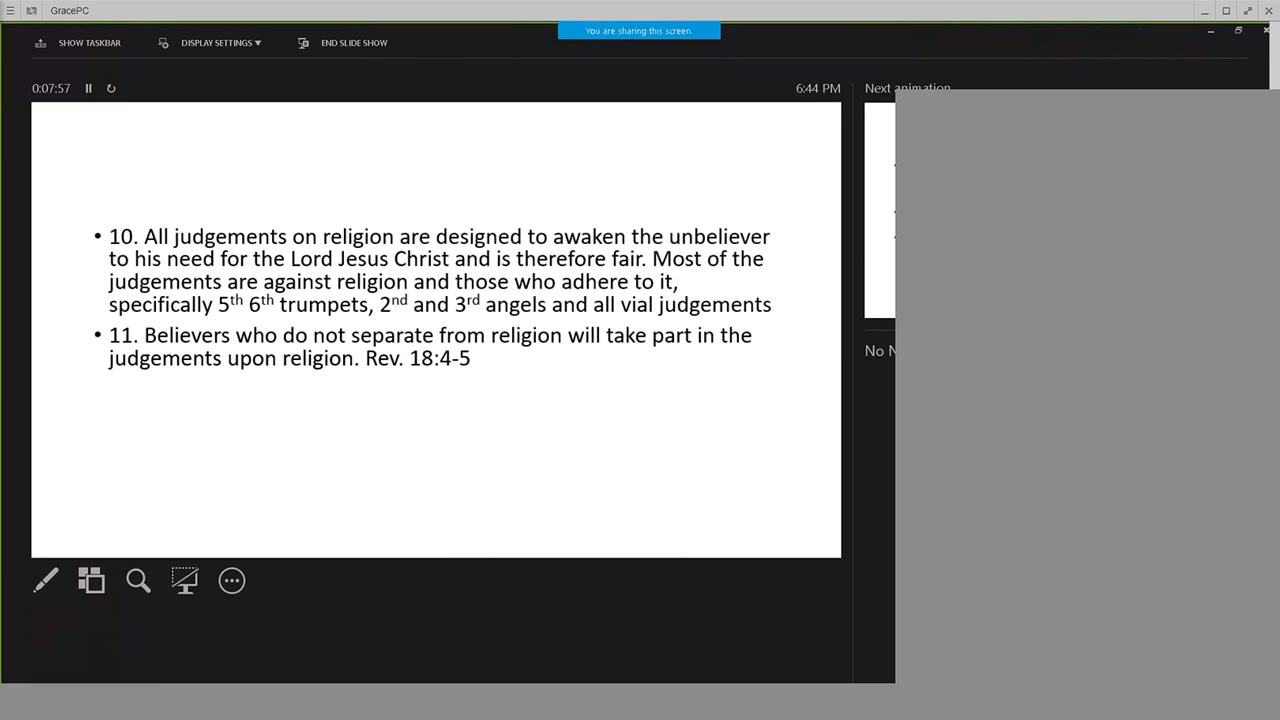 GracePC
You are sharing this screen.
SHOW TASKBAR
DISPLAY SETTINGS ▼
END SLIDE SHOW
0:07:57
6:44 PM
Next animation
• 10. All judgements on religion are designed to awaken the unbeliever
to his need for the Lord Jesus Christ and is therefore fair. Most of the
judgements are against religion and those who adhere to it,
specifically 5th 6th trumpets, 2nd and 3rd angels and all vial judgements
• 11. Believers who do not separate from religion will take part in the
judgements upon religion. Rev. 18:4-5
No